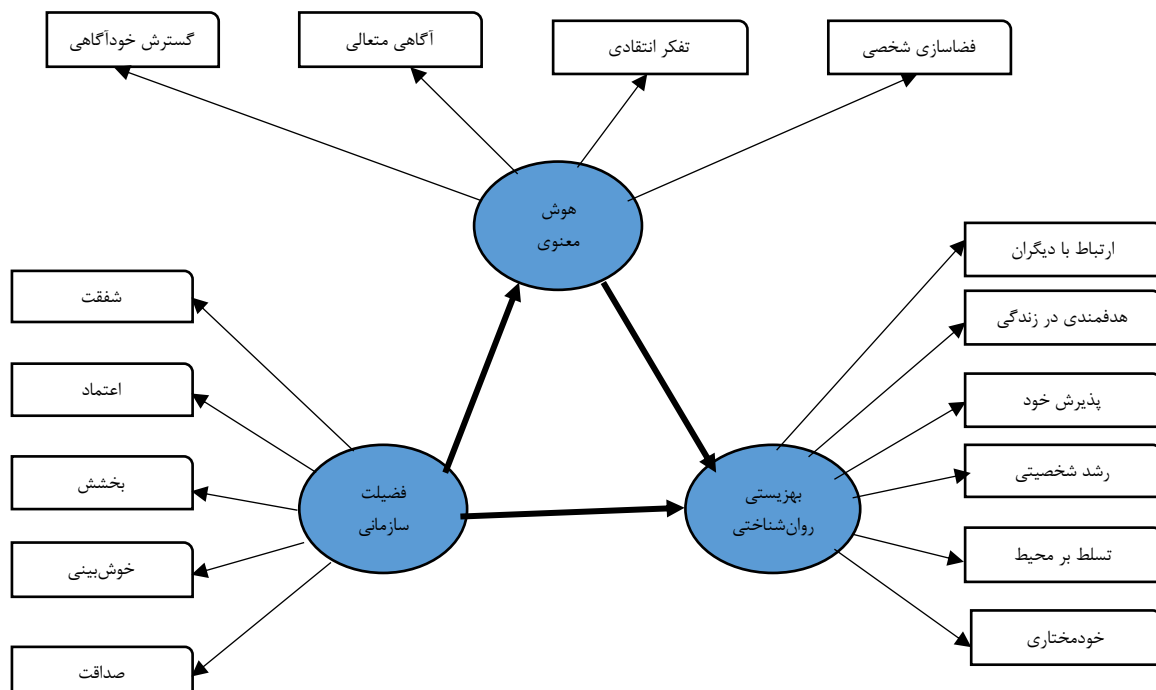 گسترش خودآگاهی
آگاهی متعالی
تفکر انتقادی
فضاسازی شخصی
هوش
معنوی
ارتباط با دیگران
هدفمندی در زندگی
پذیرش خود
رشد شخصیتی
تسلط بر محیط
خودمختاری
بهزیستی
روان‌شناختی
فضیلت
سازمانی
شفقت
اعتماد
بخشش
خوش‌بینی
صداقت